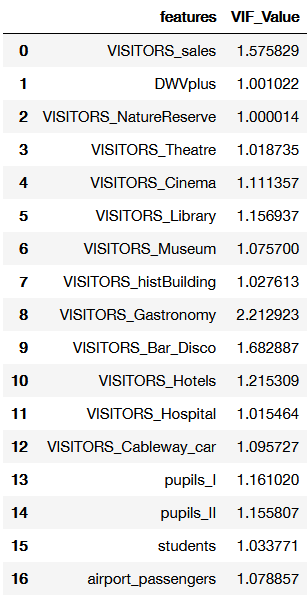 features VIF_Value
0 VISITORS_sales 1.575829
1 DWVplus 1.001022
2 VISITORS_NatureReserve 1.000014
3 VISITORS_Theatre 1.018735
4 VISITORS_Cinema 1.111357
5 VISITORS_Library 1.156937
6 VISITORS_Museum 1.075700
7 VISITORS_histBuilding 1.027613
8 VISITORS_Gastronomy 2.212923
9 VISITORS_Bar_Disco 1.682887
10 VISITORS_Hotels 1.215309
11 VISITORS_Hospital 1.015464
12 VISITORS_Cableway_car 1.095727
13 pupils_I 1.161020
14 pupils_II 1.155807
15 students 1.033771
16 airport_passengers 1.078857